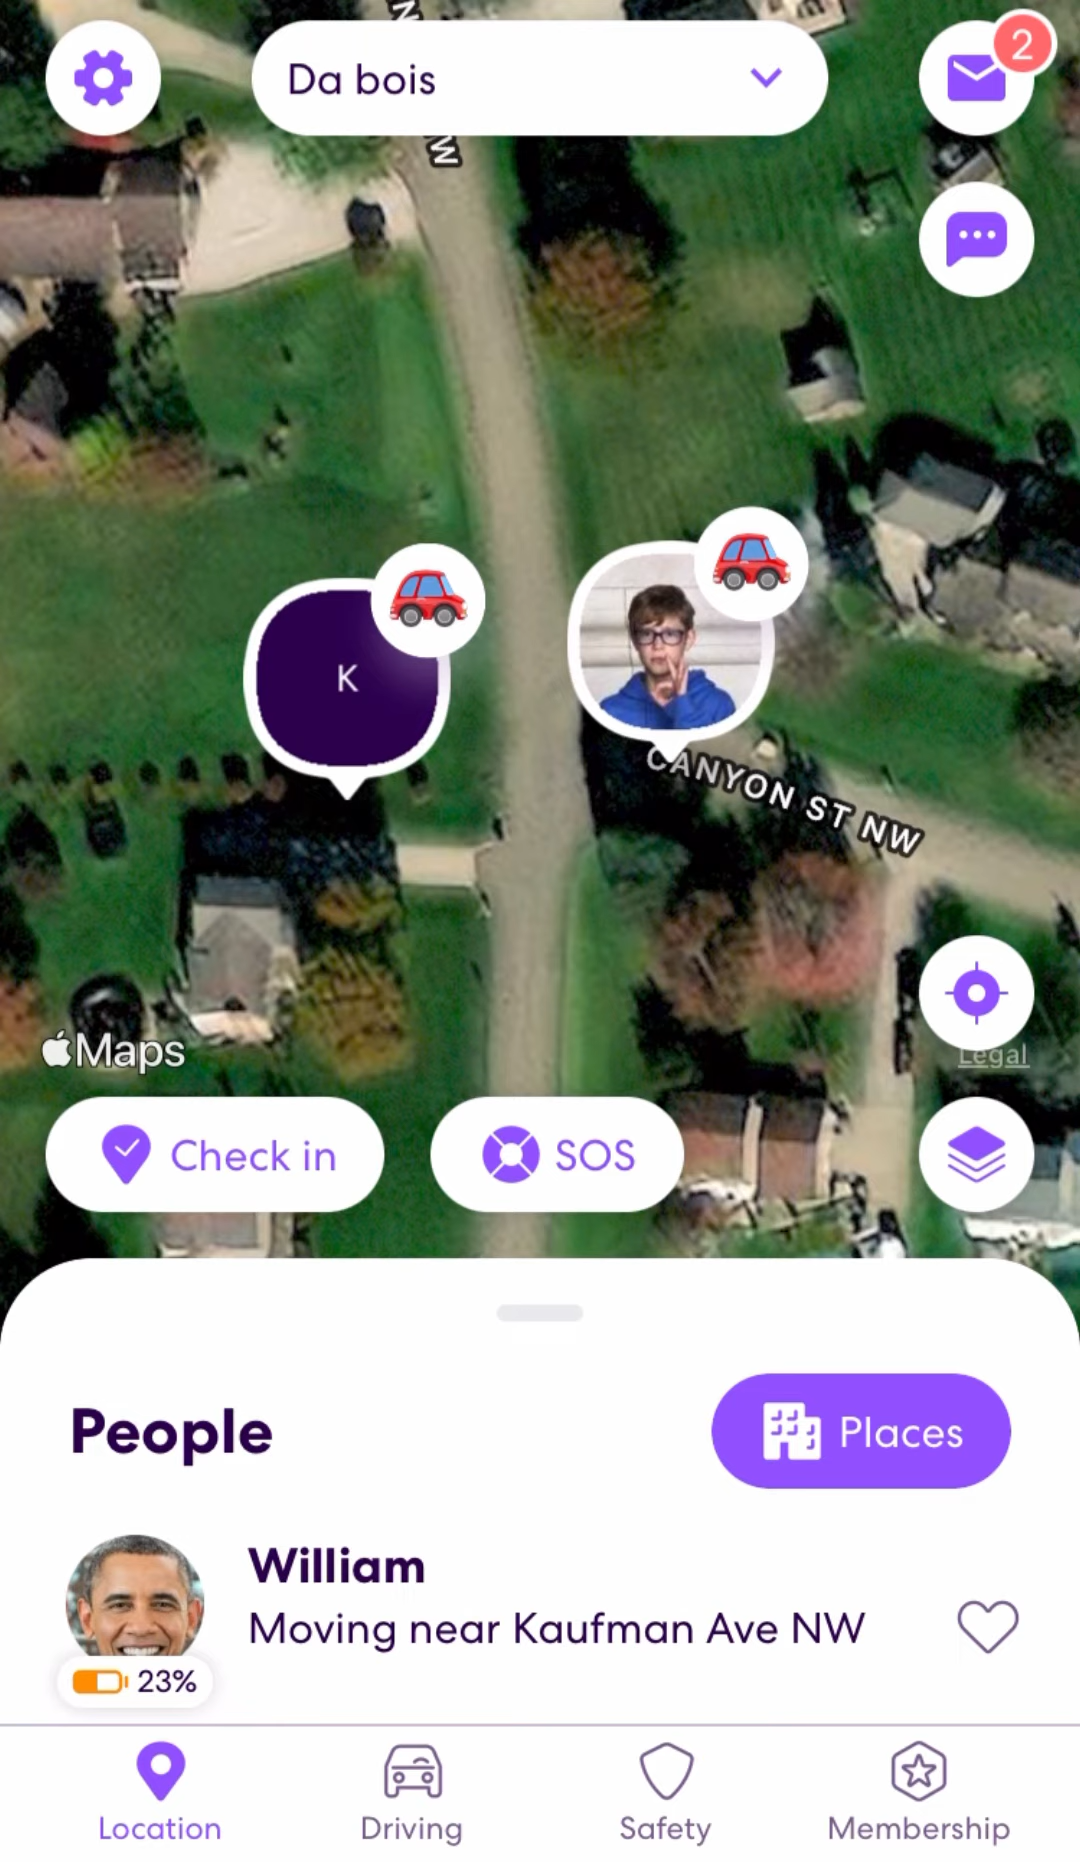 N
Da bois
2
W
K
CANYON ST NW
Maps
Legal
Check in
SOS
People
Places
William
Moving near Kaufman Ave NW
23%
Location
Driving
Safety
Membership